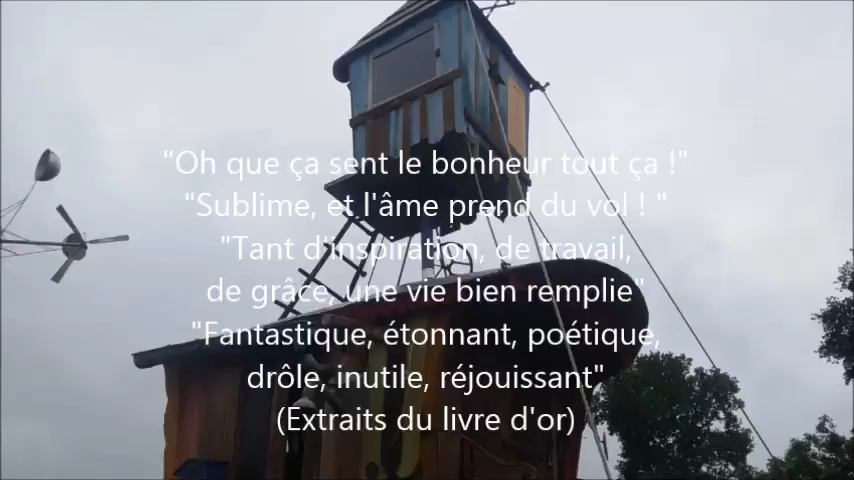 "Oh que ça sent le bonheur tout ça !"
"Sublime, et l'âme prend du vol ! "
"Tant d'inspiration, de travail,
de grâce, une vie bien remplie"
"Fantastique, étonnant, poétique,
drôle, inutile, réjouissant"
(Extraits du livre d'or)